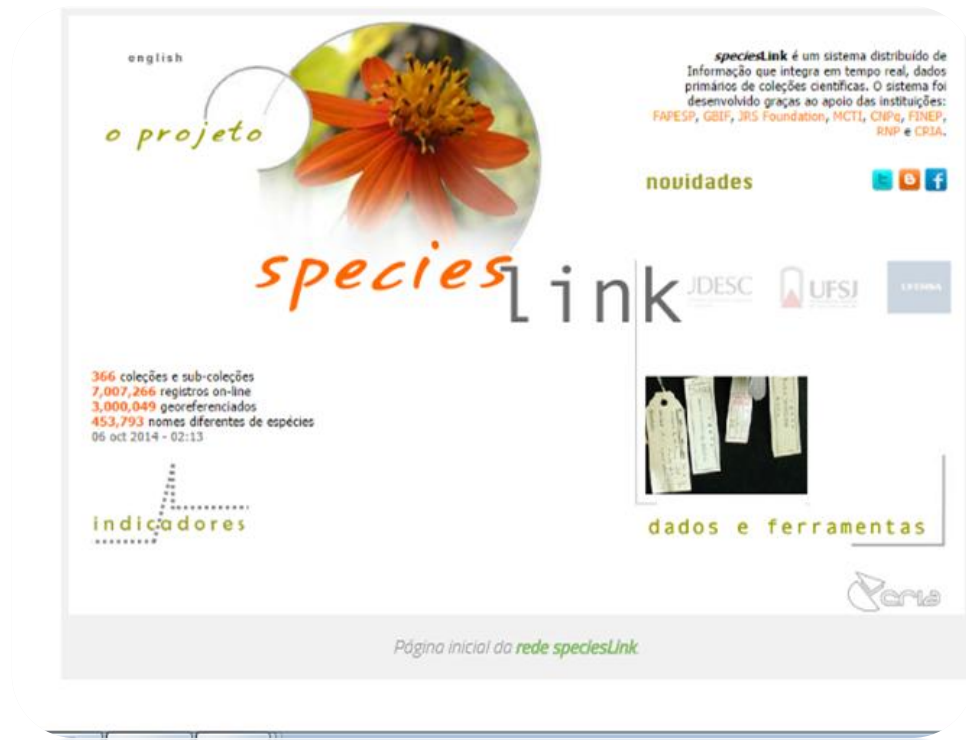 english
o projeto
speciesLink é um sistema distribuído de
Informação que integra em tempo real, dados
primários de coleções científicas. O sistema foi
desenvolvido graças ao apoio das instituições:
FAPESP, GBIF, JRS Foundation, MCTI, CNPq, FINEP,
RNP e CRIA.
novidades
species
link
UFSJ
366 coleções e sub-coleções
7,007,266 registros on-line
3,000,049 georeferenciados
453,793 nomes diferentes de espécies
06 oct 2014 - 02:13
indicadores
dados e ferramentas
cria
Página inicial da rede speciesLink.